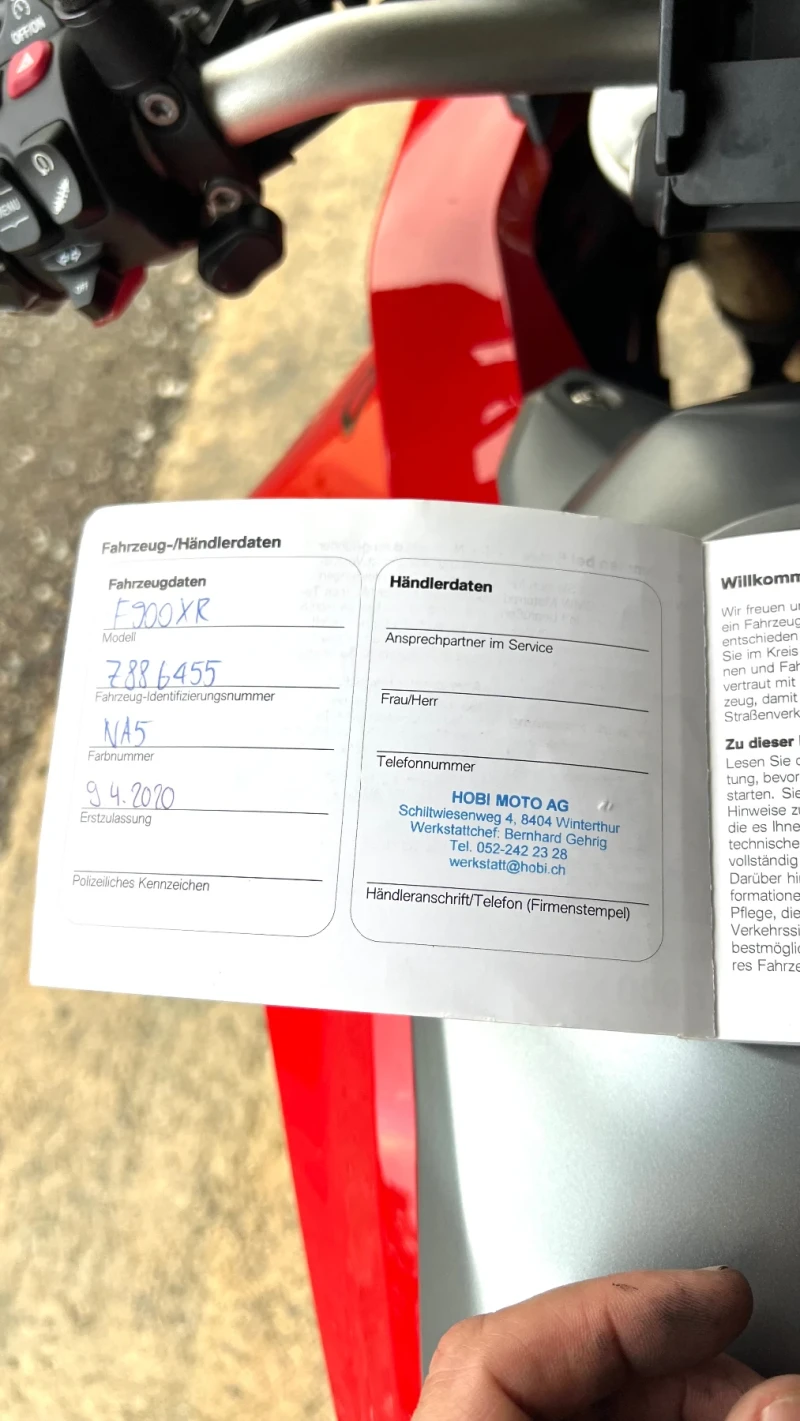 OFF/ON
MENU
Fahrzeug-/Händlerdaten
Fahrzeugdaten
F900XR
Modell
Z886455
Fahrzeug-Identifizierungsnummer
NA5
Farbnummer
9 4.2020
Erstzulassung
Polizeiliches Kennzeichen
Händlerdaten
Ansprechpartner im Service
Frau/Herr
Telefonnummer
HOBI MOTO AG
Schiltwiesenweg 4, 8404 Winterthur
Werkstattchef: Bernhard Gehrig
Tel. 052-242 23 28
werkstatt@hobi.ch
Händleranschrift/Telefon (Firmenstempel)
Willkomm
Wir freuen u
ein Fahrzeug
entschieden
Sie im Kreis
nen und Fah
vertraut mit
zeug, damit
Straßenverk
Zu dieser
Lesen Sie
tung, bevor
starten. Sie
Hinweise zu
die es Ihne
technische
vollständig
Darüber hi
formatione
Pflege, die
Verkehrssi
bestmöglic
res Fahrze